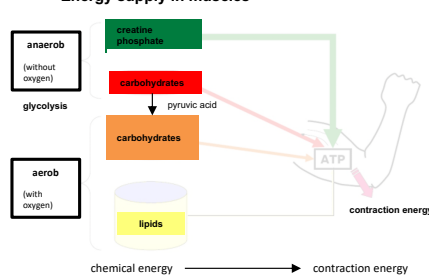 Energy supply in muscles
creatine
phosphate
anaerob
(without
oxygen)
carbohydrates
glycolysis
pyruvic acid
carbohydrates
aerob
ATP
(with
oxygen)
contraction energy
lipids
chemical energy
contraction energy